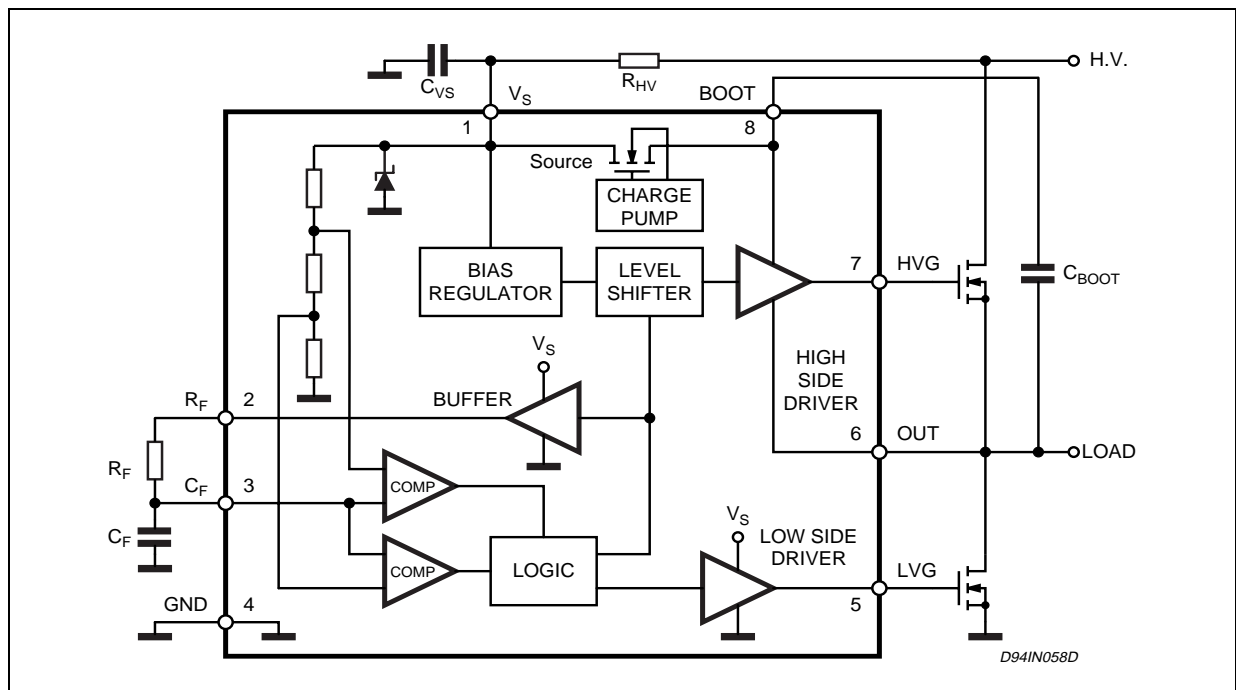 H.V.
C_VS
R_HV
V_S
BOOT
1
8
Source
CHARGE
PUMP
BIAS
REGULATOR
LEVEL
SHIFTER
7
HVG
C_BOOT
V_S
HIGH
SIDE
DRIVER
R_F
2
BUFFER
6
OUT
LOAD
R_F
C_F
3
COMP
V_S
LOW SIDE
DRIVER
C_F
COMP
LOGIC
LVG
GND
4
5
D94IN058D